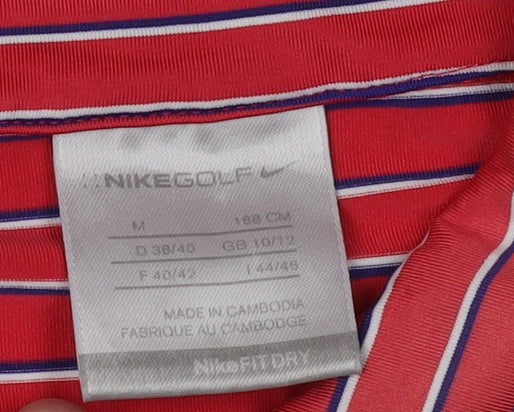 NIKEGOLF
M 168 CM
D 38/40 GB 10/12
F 40/42 I 44/46
MADE IN CAMBODIA
FABRIQUE AU CAMBODGE
NikeFIT DRY